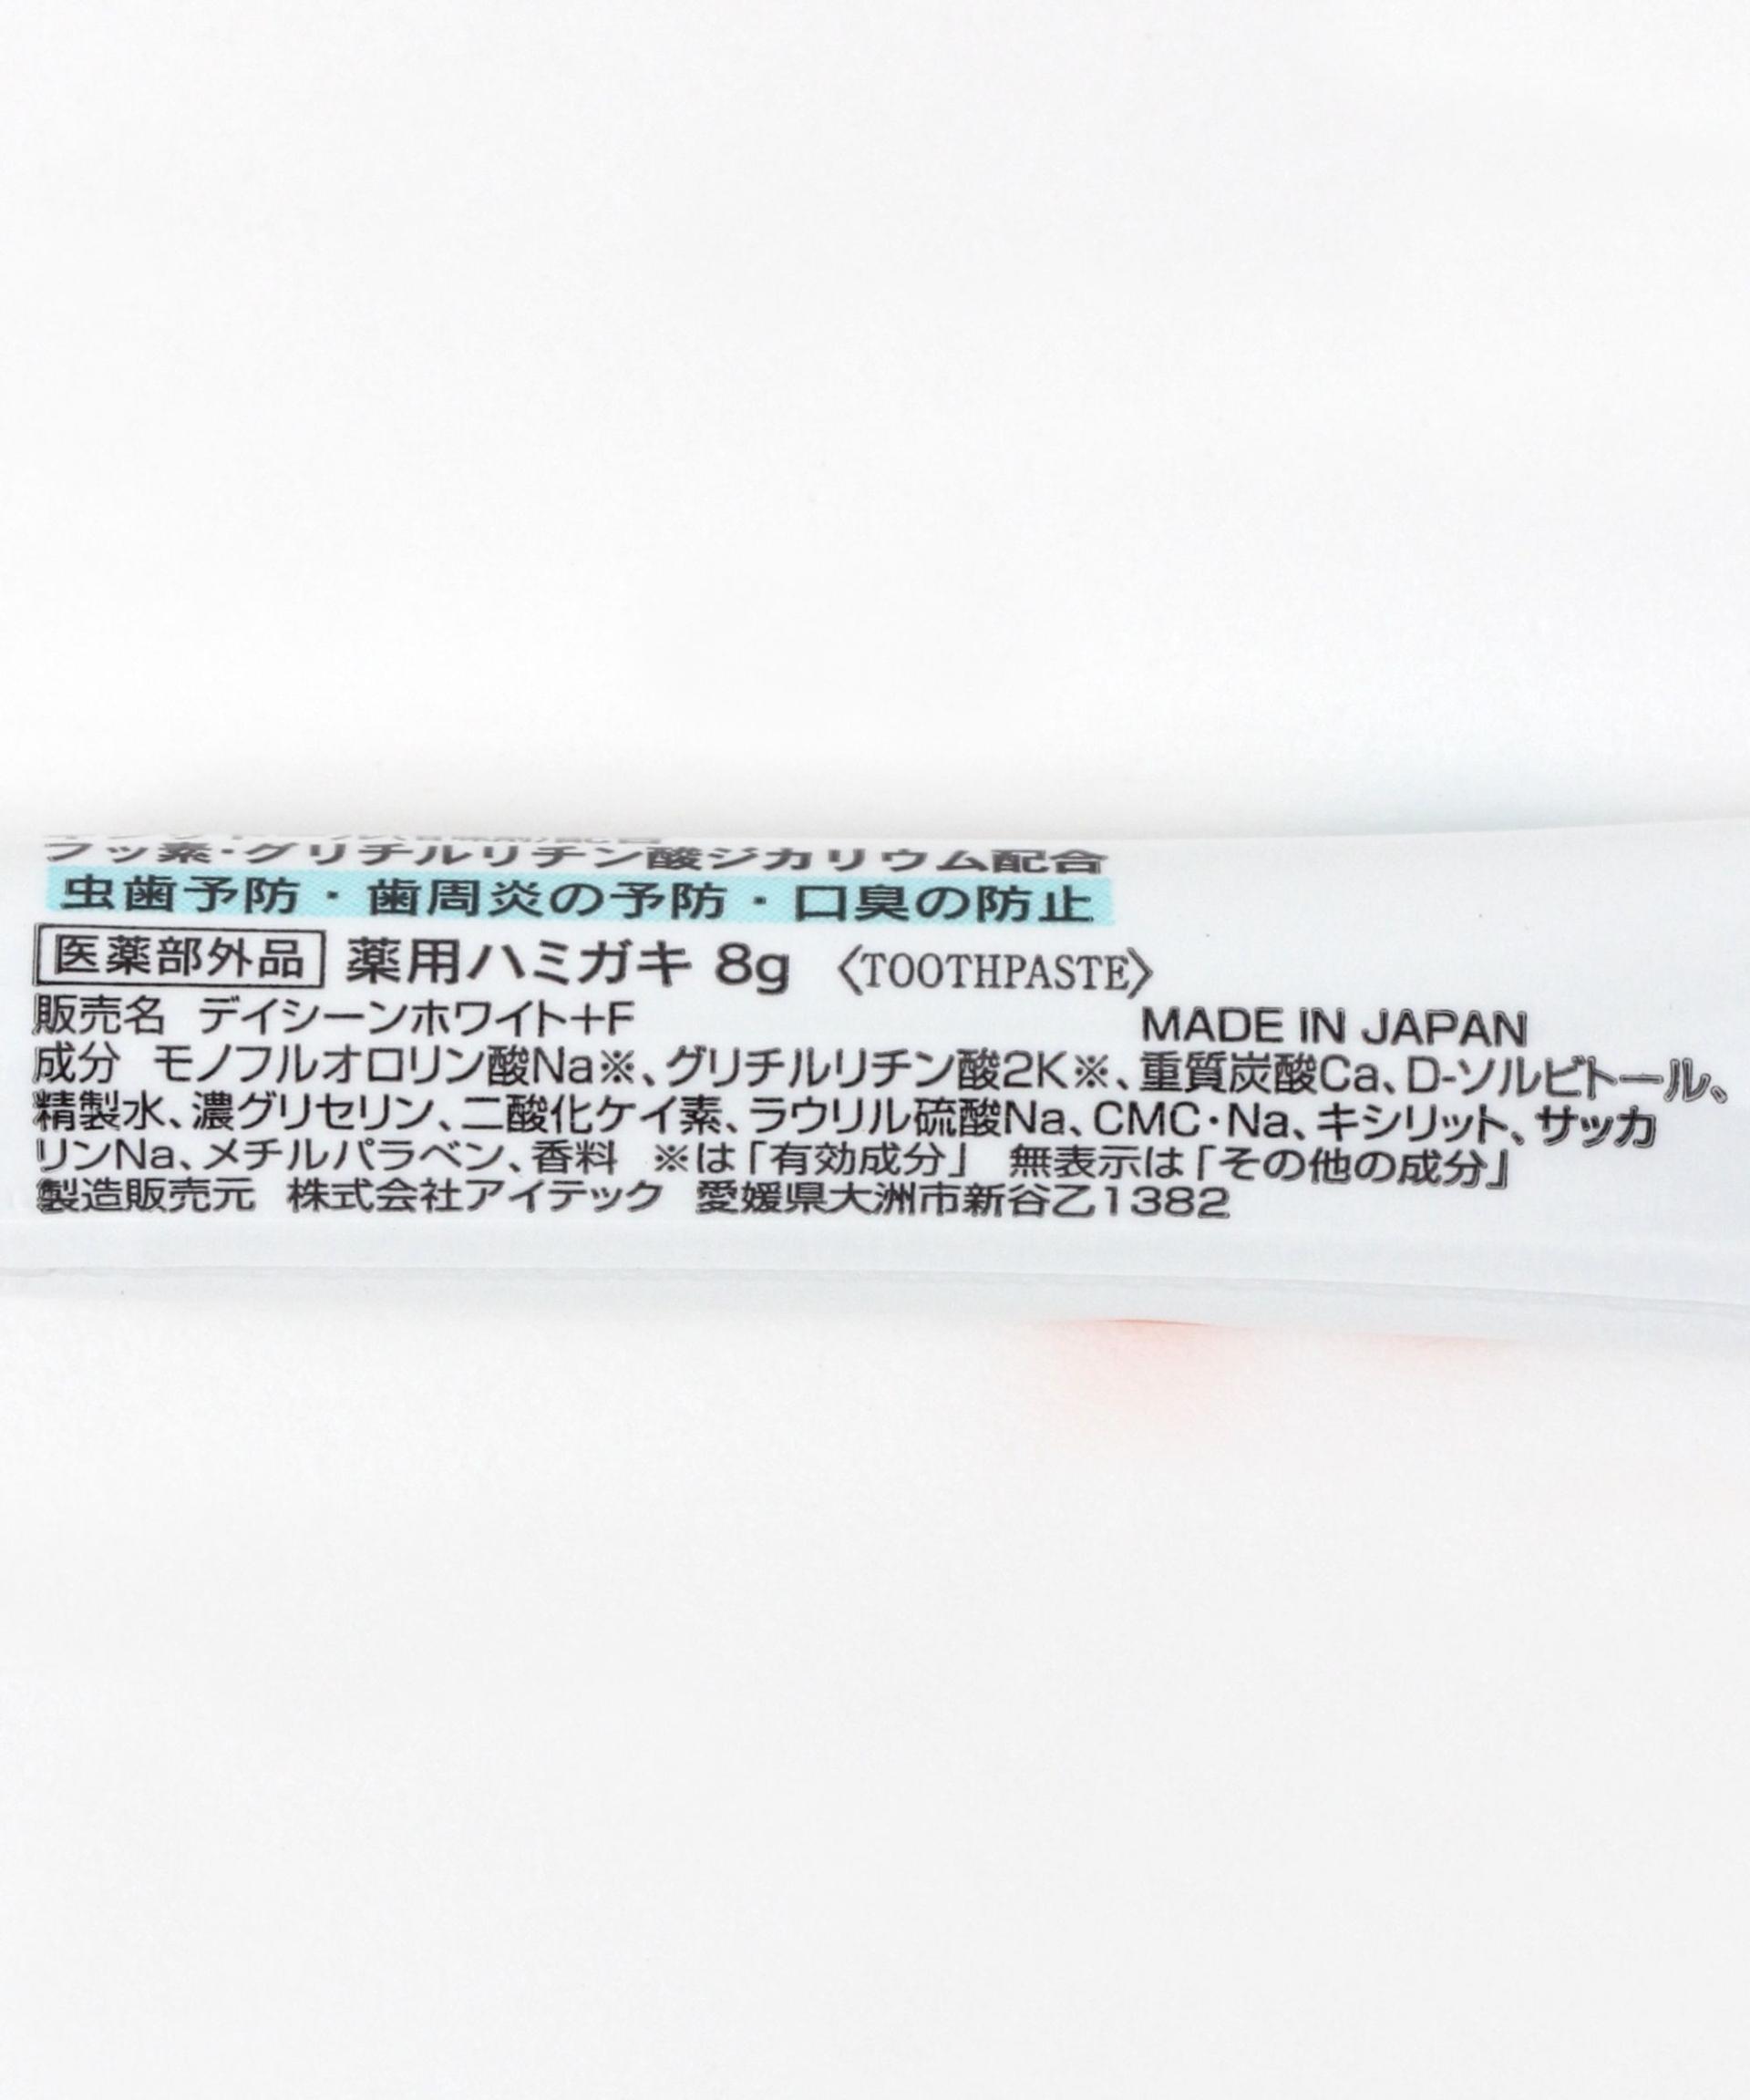 フッ素・グリチルリチン酸ジカリウム配合
虫歯予防・歯周炎の予防・口臭の防止
医薬部外品 薬用ハミガキ 8g 〈TOOTHPASTE〉
販売名 デイシーンホワイト+F MADE IN JAPAN
成分 モノフルオロリン酸Na※、グリチルリチン酸2K※、重質炭酸Ca、D-ソルビトール、
精製水、濃グリセリン、二酸化ケイ素、ラウリル硫酸Na、CMC・Na、キシリット、サッカ
リンNa、メチルパラベン、香料 ※は「有効成分」 無表示は「その他の成分」
製造販売元 株式会社アイテック 愛媛県大洲市新谷乙1382